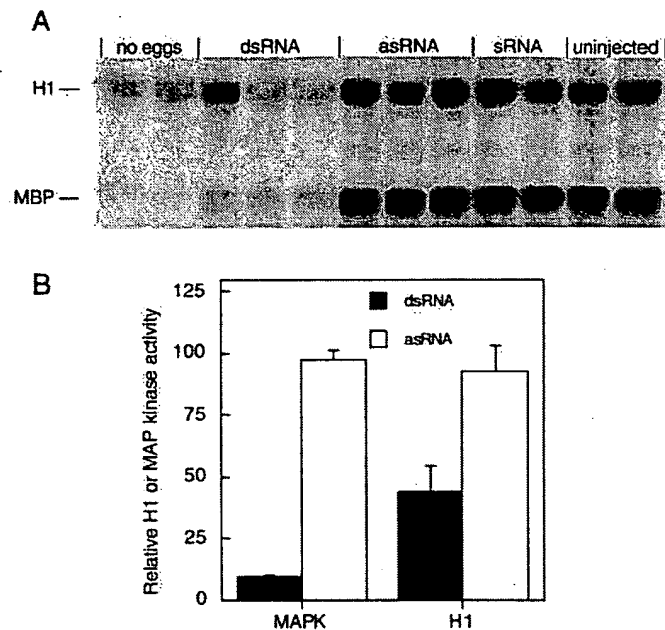 A
no eggs dsRNA asRNA sRNA uninjected
H1
MBP
B
125
100
75
50
25
0
Relative H1 or MAP kinase activity
dsRNA
asRNA
MAPK H1